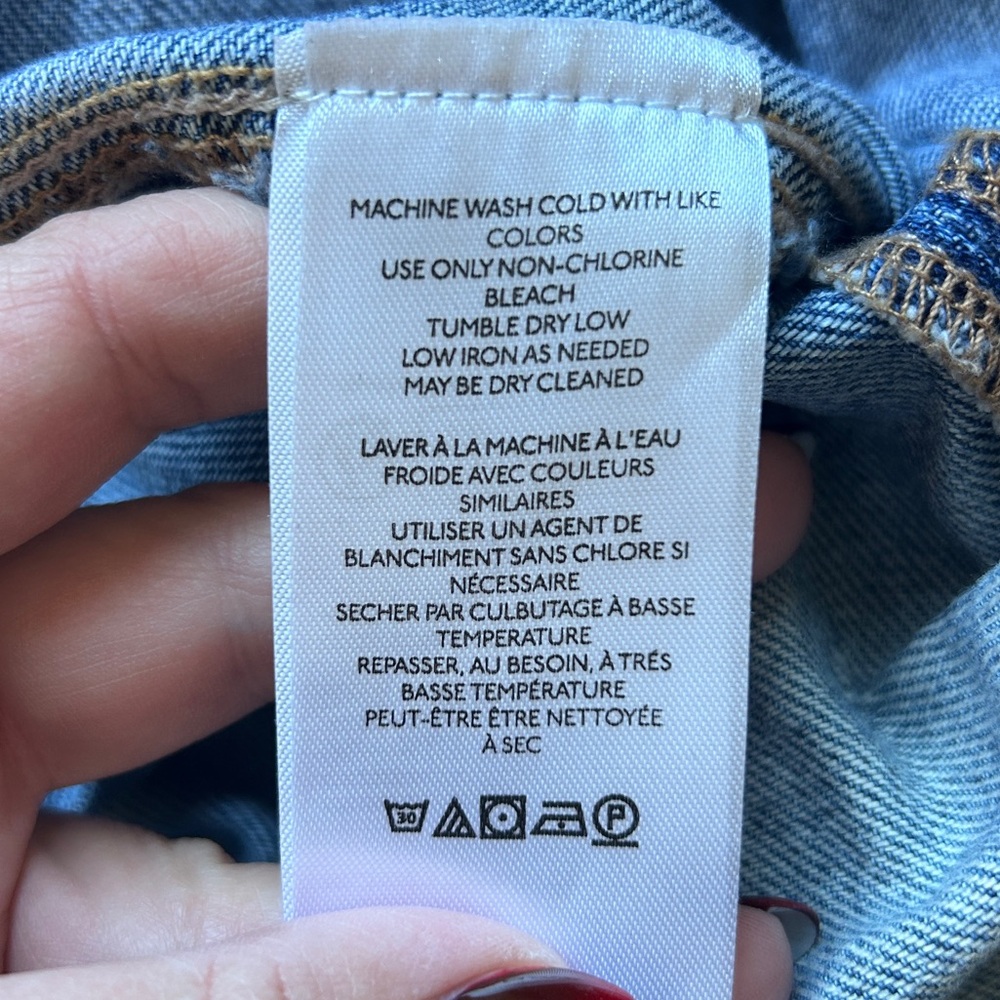 MACHINE WASH COLD WITH LIKE
COLORS
USE ONLY NON-CHLORINE
BLEACH
TUMBLE DRY LOW
LOW IRON AS NEEDED
MAY BE DRY CLEANED
LAVER À LA MACHINE À L'EAU
FROIDE AVEC COULEURS
SIMILAIRES
UTILISER UN AGENT DE
BLANCHIMENT SANS CHLORE SI
NÉCESSAIRE
SECHER PAR CULBUTAGE À BASSE
TEMPERATURE
REPASSER, AU BESOIN, À TRÉS
BASSE TEMPÉRATURE
PEUT-ÊTRE ÊTRE NETTOYÉE
À SEC
30 P